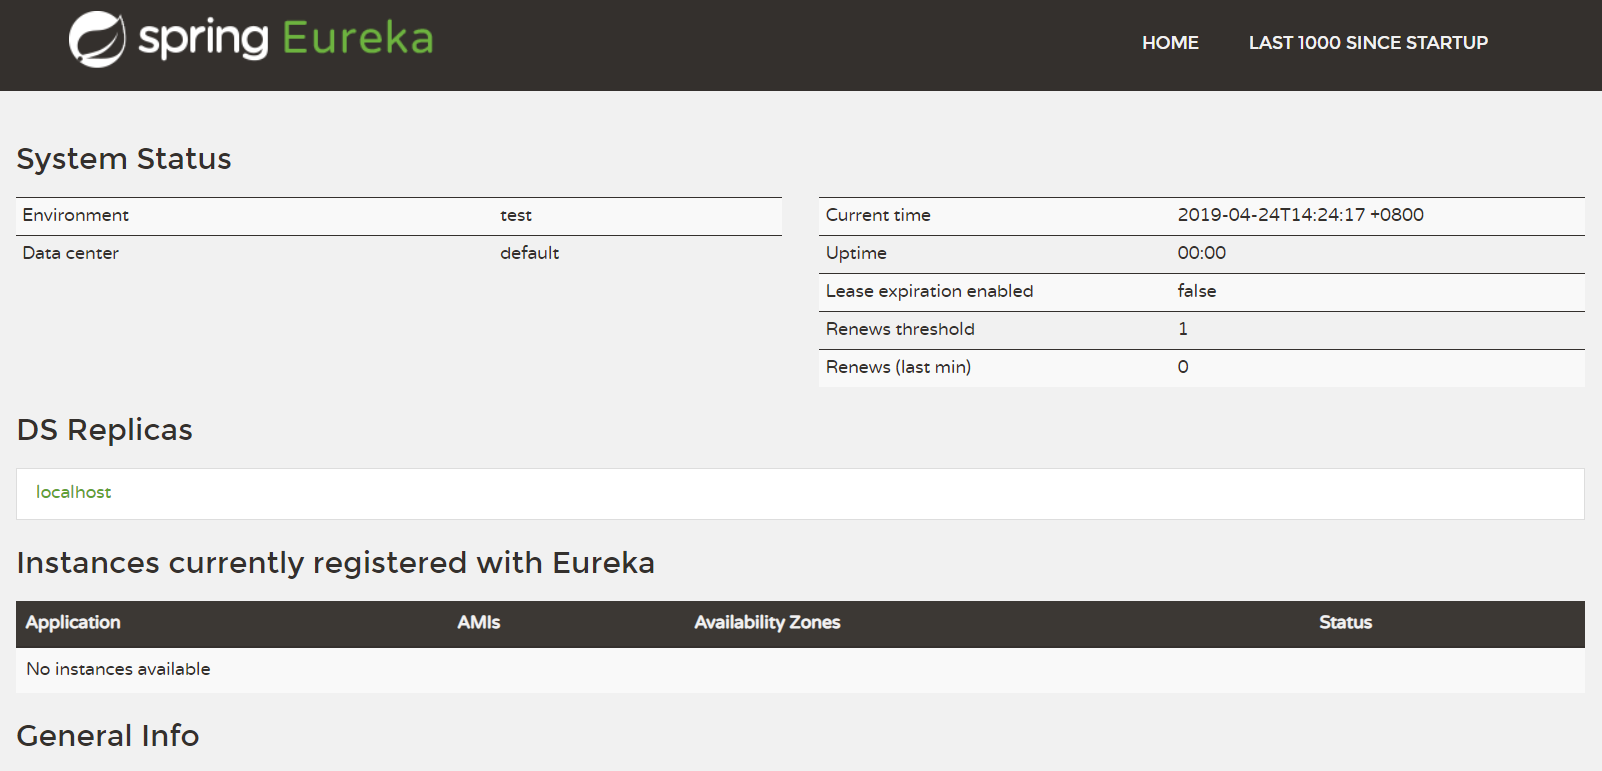 spring Eureka
HOME LAST 1000 SINCE STARTUP
System Status
Environment test
Data center default
Current time 2019-04-24T14:24:17 +0800
Uptime 00:00
Lease expiration enabled false
Renews threshold 1
Renews (last min) 0
DS Replicas
localhost
Instances currently registered with Eureka
Application AMIs Availability Zones Status
No instances available
General Info